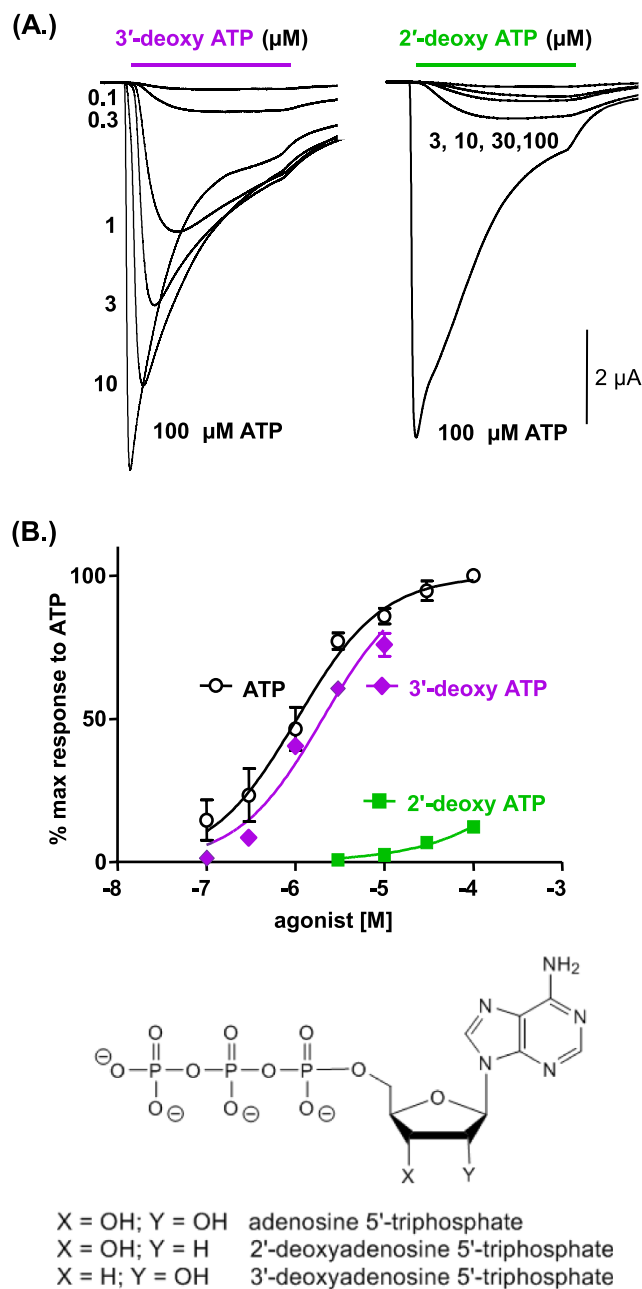 (A.)
3′-deoxy ATP (μM)
2′-deoxy ATP (μM)
0.1
0.3
1
3
10
100 μM ATP
3, 10, 30,100
100 μM ATP
2 μA
(B.)
% max response to ATP
100
50
0
ATP
3'-deoxy ATP
2'-deoxy ATP
-8 -7 -6 -5 -4 -3
agonist [M]
NH₂
N N
N N
O O O
⊖O P O P O P O O
O⊖ O⊖ O⊖
X Y
X = OH; Y = OH adenosine 5'-triphosphate
X = OH; Y = H 2'-deoxyadenosine 5'-triphosphate
X = H; Y = OH 3'-deoxyadenosine 5'-triphosphate